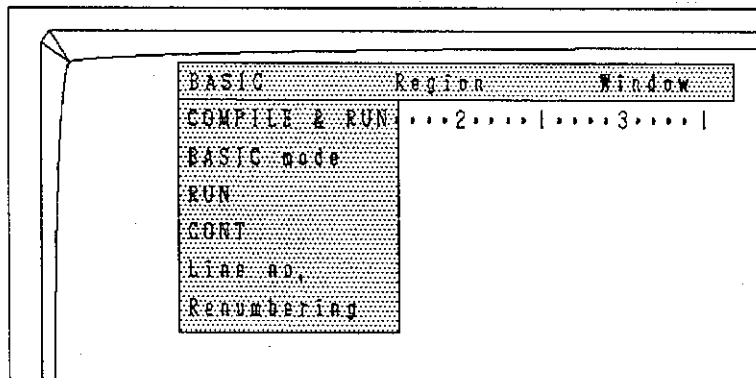 BASIC Region Window
COMPILE & RUN····2····|····3····|
BASIC mode
RUN
CONT
Line no.
Renumbering